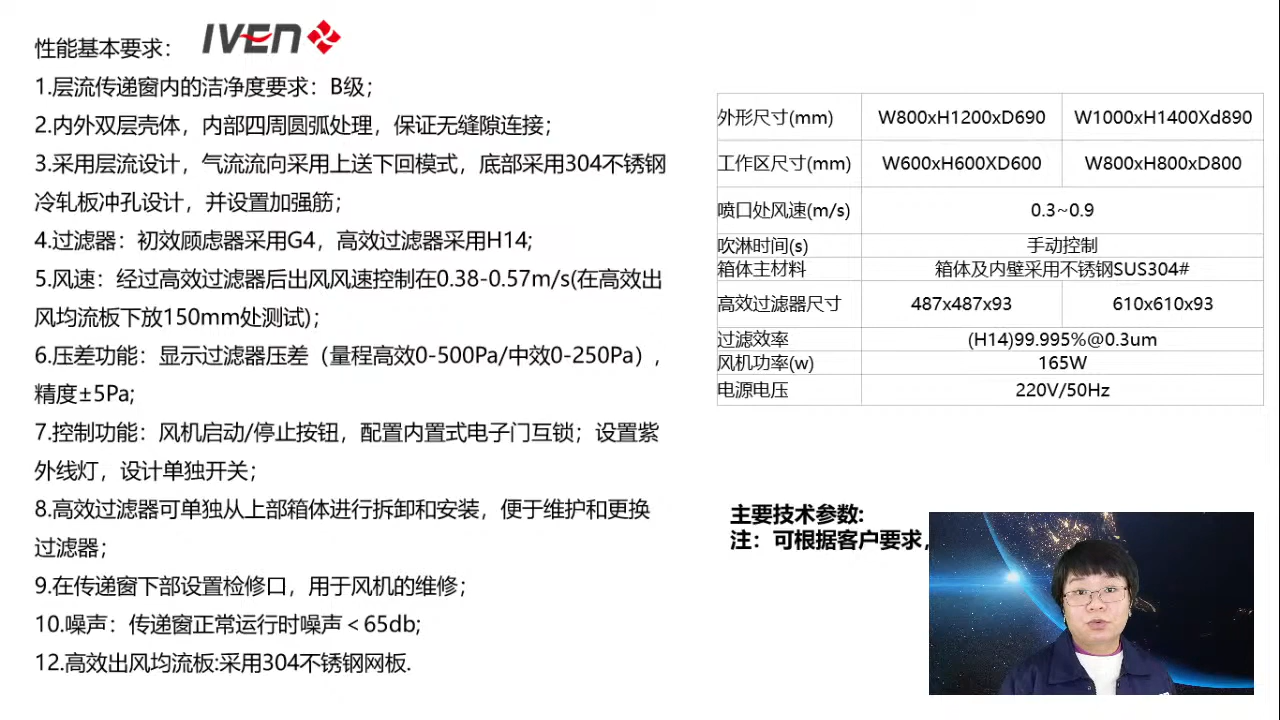 性能基本要求：
IVEN
1.层流传递窗内的洁净度要求：B级；
2.内外双层壳体，内部四周圆弧处理，保证无缝隙连接；
3.采用层流设计，气流流向采用上送下回模式，底部采用304不锈钢
冷轧板冲孔设计，并设置加强筋；
4.过滤器：初效顾虑器采用G4，高效过滤器采用H14;
5.风速：经过高效过滤器后出风风速控制在0.38-0.57m/s(在高效出
风均流板下放150mm处测试)；
6.压差功能：显示过滤器压差（量程高效0-500Pa/中效0-250Pa），
精度±5Pa;
7.控制功能：风机启动/停止按钮，配置内置式电子门互锁；设置紫
外线灯，设计单独开关；
8.高效过滤器可单独从上部箱体进行拆卸和安装，便于维护和更换
过滤器；
9.在传递窗下部设置检修口，用于风机的维修；
10.噪声：传递窗正常运行时噪声＜65db;
12.高效出风均流板:采用304不锈钢网板.
外形尺寸(mm) W800xH1200xD690 W1000xH1400Xd890
工作区尺寸(mm) W600xH600XD600 W800xH800xD800
喷口处风速(m/s) 0.3~0.9
吹淋时间(s) 手动控制
箱体主材料 箱体及内壁采用不锈钢SUS304#
高效过滤器尺寸 487x487x93 610x610x93
过滤效率 (H14)99.995%@0.3um
风机功率(w) 165W
电源电压 220V/50Hz
主要技术参数:
注：可根据客户要求，